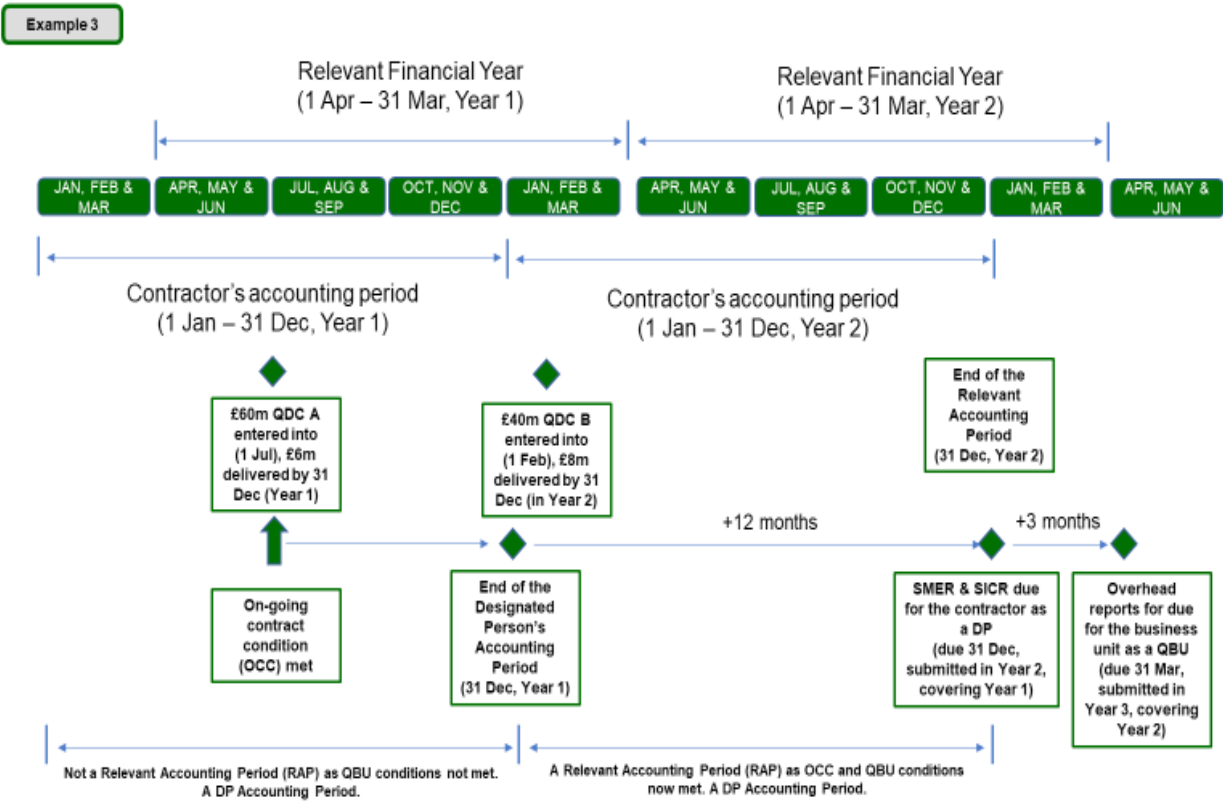 Example 3
Relevant Financial Year
(1 Apr – 31 Mar, Year 1)
Relevant Financial Year
(1 Apr – 31 Mar, Year 2)
JAN, FEB &
MAR
APR, MAY &
JUN
JUL, AUG &
SEP
OCT, NOV &
DEC
JAN, FEB &
MAR
APR, MAY &
JUN
JUL, AUG &
SEP
OCT, NOV &
DEC
JAN, FEB &
MAR
APR, MAY &
JUN
Contractor's accounting period
(1 Jan – 31 Dec, Year 1)
Contractor's accounting period
(1 Jan – 31 Dec, Year 2)
£60m QDC A
entered into
(1 Jul), £6m
delivered by 31
Dec (Year 1)
£40m QDC B
entered into
(1 Feb), £8m
delivered by 31
Dec (in Year 2)
End of the
Relevant
Accounting
Period
(31 Dec, Year 2)
+12 months
+3 months
On-going
contract
condition
(OCC) met
End of the
Designated
Person's
Accounting
Period
(31 Dec, Year 1)
SMER & SICR due
for the contractor as
a DP
(due 31 Dec,
submitted in Year 2,
covering Year 1)
Overhead
reports for due
for the business
unit as a QBU
(due 31 Mar,
submitted in
Year 3, covering
Year 2)
Not a Relevant Accounting Period (RAP) as QBU conditions not met.
A DP Accounting Period.
A Relevant Accounting Period (RAP) as OCC and QBU conditions
now met. A DP Accounting Period.